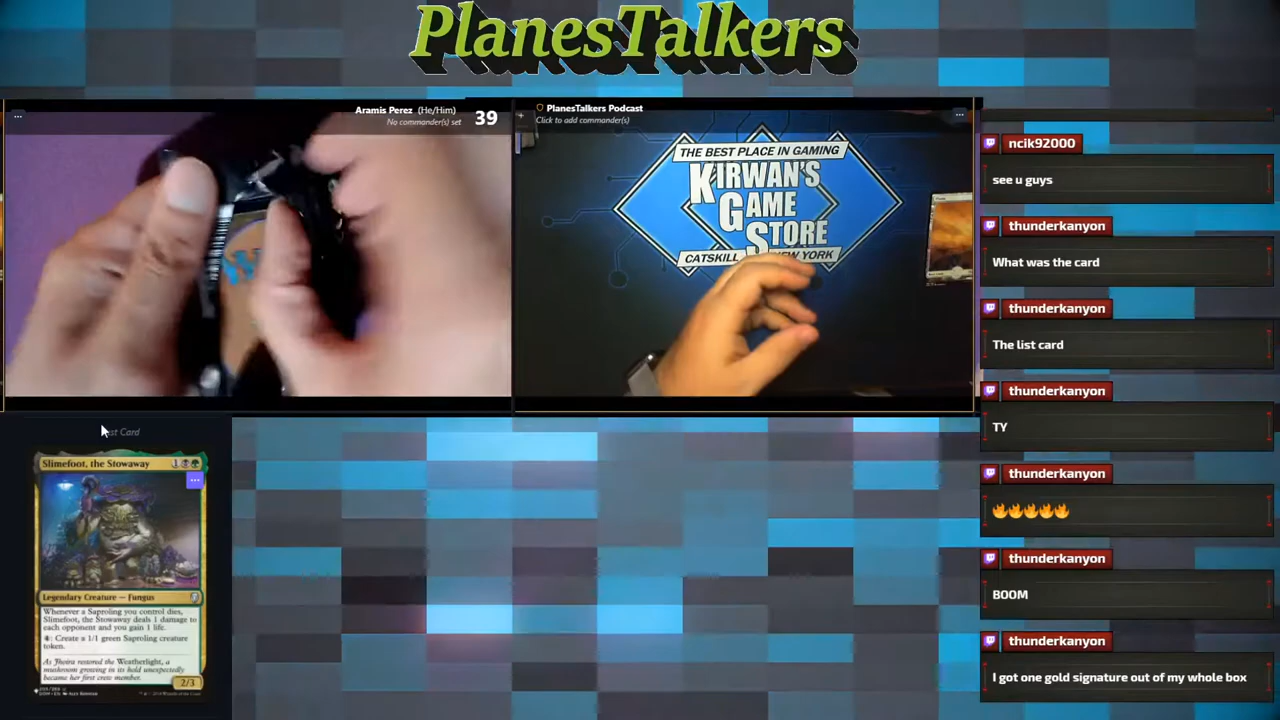 PlanesTalkers
Aramis Perez (He/Him)
No commander(s) set
39
PlanesTalkers Podcast
Click to add commander(s)
THE BEST PLACE IN GAMING
KIRWAN'S
GAME
STORE
CATSKILL
NEW YORK
ncik92000
see u guys
thunderkanyon
What was the card
thunderkanyon
The list card
thunderkanyon
TY
thunderkanyon
🔥🔥🔥🔥🔥
thunderkanyon
BOOM
thunderkanyon
I got one gold signature out of my whole box
Card
Slimefoot, the Stowaway 1
Legendary Creature — Fungus
Whenever a Saproling you control dies,
Slimefoot, the Stowaway deals 1 damage to
each opponent and you gain 1 life.
4: Create a 1/1 green Saproling creature
token.
As Jhoira restored the Weatherlight, a
mushroom growing in its hold unexpectedly
became her first crew member.
2/3